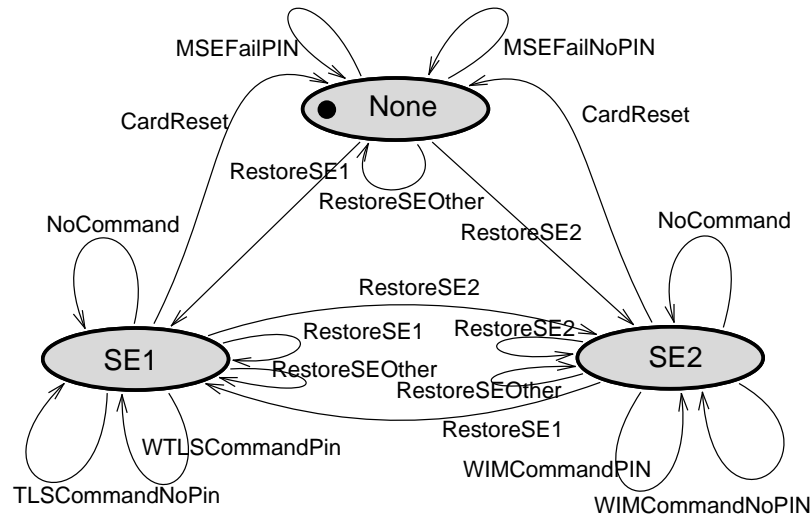 MSEFailPIN
MSEFailNoPIN
None
CardReset
CardReset
RestoreSE1
RestoreSEOther
RestoreSE2
NoCommand
NoCommand
RestoreSE2
RestoreSE1
RestoreSE2
SE1
RestoreSEOther
SE2
RestoreSEOther
RestoreSE1
WTLSCommandPin
WIMCommandPIN
TLSCommandNoPin
WIMCommandNoPIN